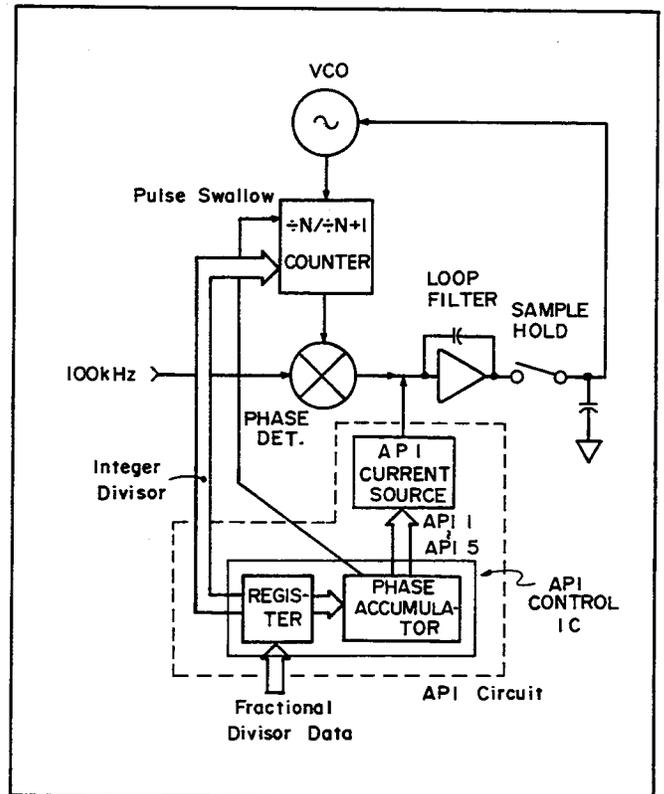 VCO
Pulse Swallow
÷N/÷N+1
COUNTER
LOOP
FILTER
SAMPLE
HOLD
100kHz
PHASE
DET.
Integer
Divisor
API
CURRENT
SOURCE
API 1
~
API 5
REGIS-
TER
PHASE
ACCUMULA-
TOR
API
CONTROL
IC
API Circuit
Fractional
Divisor Data